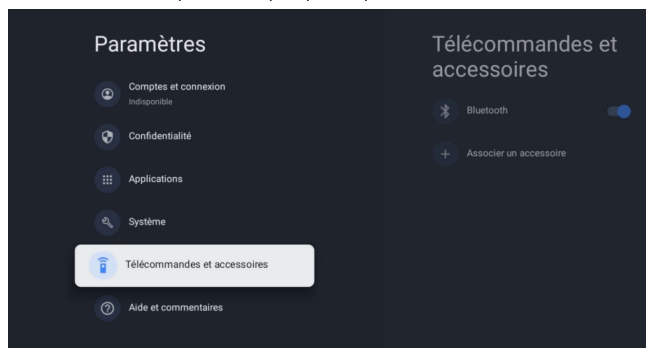 Paramètres
Comptes et connexion
Indisponible
Confidentialité
Applications
Système
Télécommandes et accessoires
Aide et commentaires
Télécommandes et
accessoires
Bluetooth
Associer un accessoire